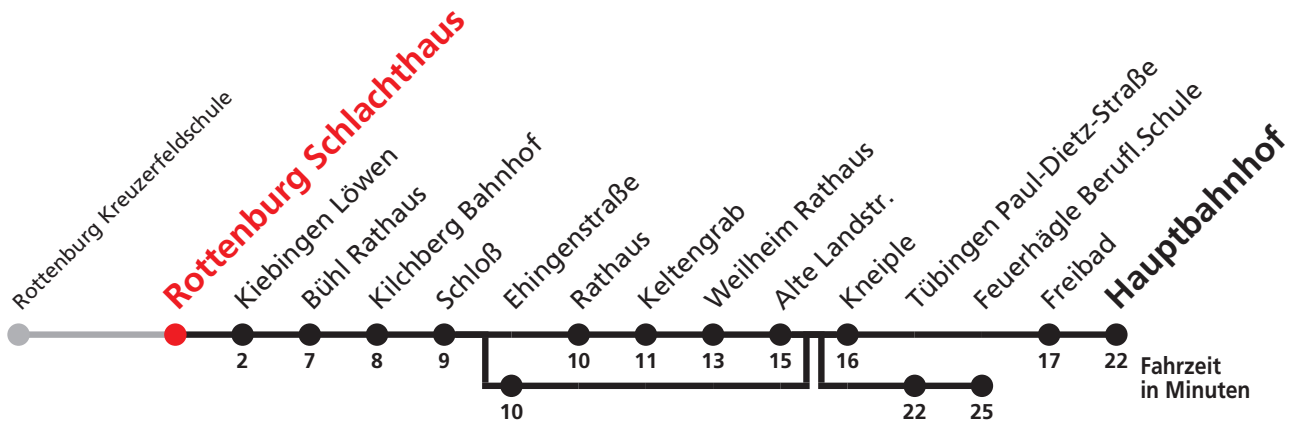 Rottenburg Kreuzerfeldschule
Rottenburg Schlachthaus
Kiebingen Löwen
Bühl Rathaus
Kilchberg Bahnhof
Schloß
Ehingenstraße
Rathaus
Keltengrab
Weilheim Rathaus
Alte Landstr.
Kneiple
Tübingen Paul-Dietz-Straße
Feuerhägle Berufl.Schule
Freibad
Hauptbahnhof
2 7 8 9 10 11 13 15 16 17 22
Fahrzeit
in Minuten
10 22 25